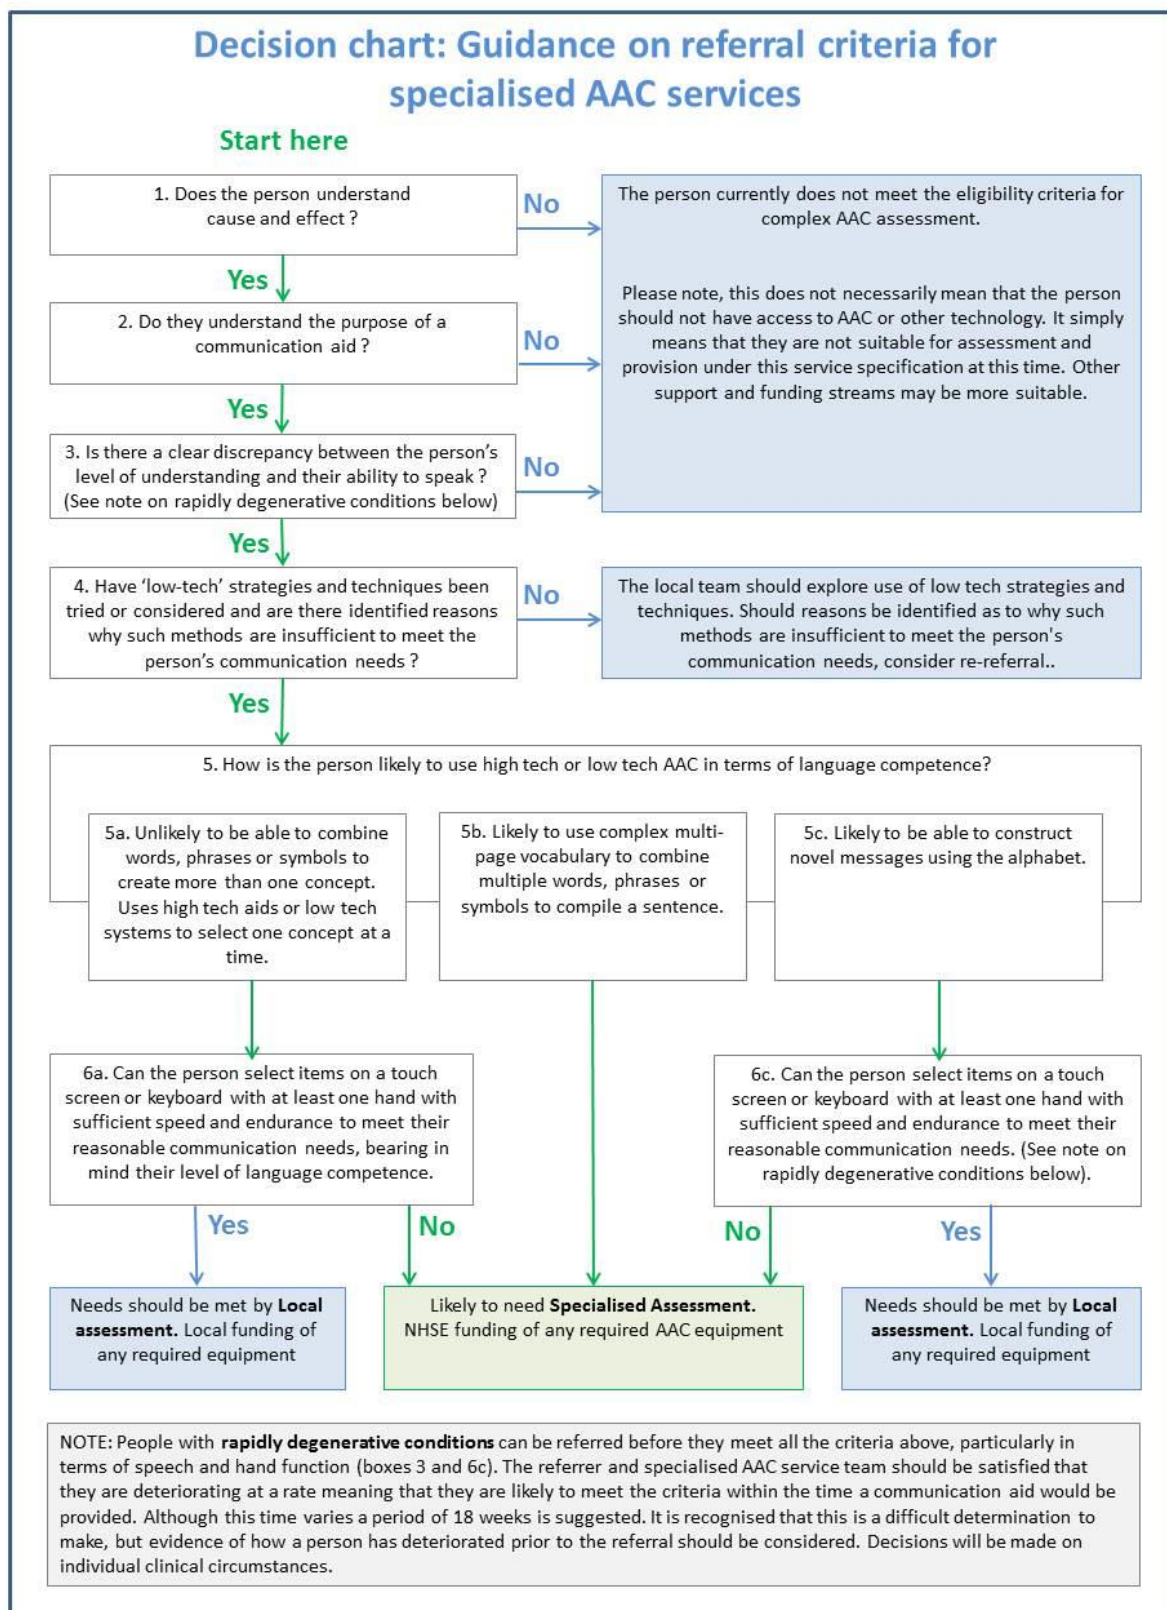 Decision chart: Guidance on referral criteria for
specialised AAC services
Start here
1. Does the person understand
cause and effect ?
No
The person currently does not meet the eligibility criteria for
complex AAC assessment.
Please note, this does not necessarily mean that the person
should not have access to AAC or other technology. It simply
means that they are not suitable for assessment and
provision under this service specification at this time. Other
support and funding streams may be more suitable.
Yes
2. Do they understand the purpose of a
communication aid ?
No
Yes
3. Is there a clear discrepancy between the person's
level of understanding and their ability to speak ?
(See note on rapidly degenerative conditions below)
No
Yes
4. Have 'low-tech' strategies and techniques been
tried or considered and are there identified reasons
why such methods are insufficient to meet the
person's communication needs ?
No
The local team should explore use of low tech strategies and
techniques. Should reasons be identified as to why such
methods are insufficient to meet the person's
communication needs, consider re-referral..
Yes
5. How is the person likely to use high tech or low tech AAC in terms of language competence?
5a. Unlikely to be able to combine
words, phrases or symbols to
create more than one concept.
Uses high tech aids or low tech
systems to select one concept at a
time.
5b. Likely to use complex multi-
page vocabulary to combine
multiple words, phrases or
symbols to compile a sentence.
5c. Likely to be able to construct
novel messages using the alphabet.
6a. Can the person select items on a touch
screen or keyboard with at least one hand with
sufficient speed and endurance to meet their
reasonable communication needs, bearing in
mind their level of language competence.
6c. Can the person select items on a touch
screen or keyboard with at least one hand with
sufficient speed and endurance to meet their
reasonable communication needs. (See note on
rapidly degenerative conditions below).
Yes
No
No
Yes
Needs should be met by Local
assessment. Local funding of
any required equipment
Likely to need Specialised Assessment.
NHSE funding of any required AAC equipment
Needs should be met by Local
assessment. Local funding of
any required equipment
NOTE: People with rapidly degenerative conditions can be referred before they meet all the criteria above, particularly in
terms of speech and hand function (boxes 3 and 6c). The referrer and specialised AAC service team should be satisfied that
they are deteriorating at a rate meaning that they are likely to meet the criteria within the time a communication aid would be
provided. Although this time varies a period of 18 weeks is suggested. It is recognised that this is a difficult determination to
make, but evidence of how a person has deteriorated prior to the referral should be considered. Decisions will be made on
individual clinical circumstances.